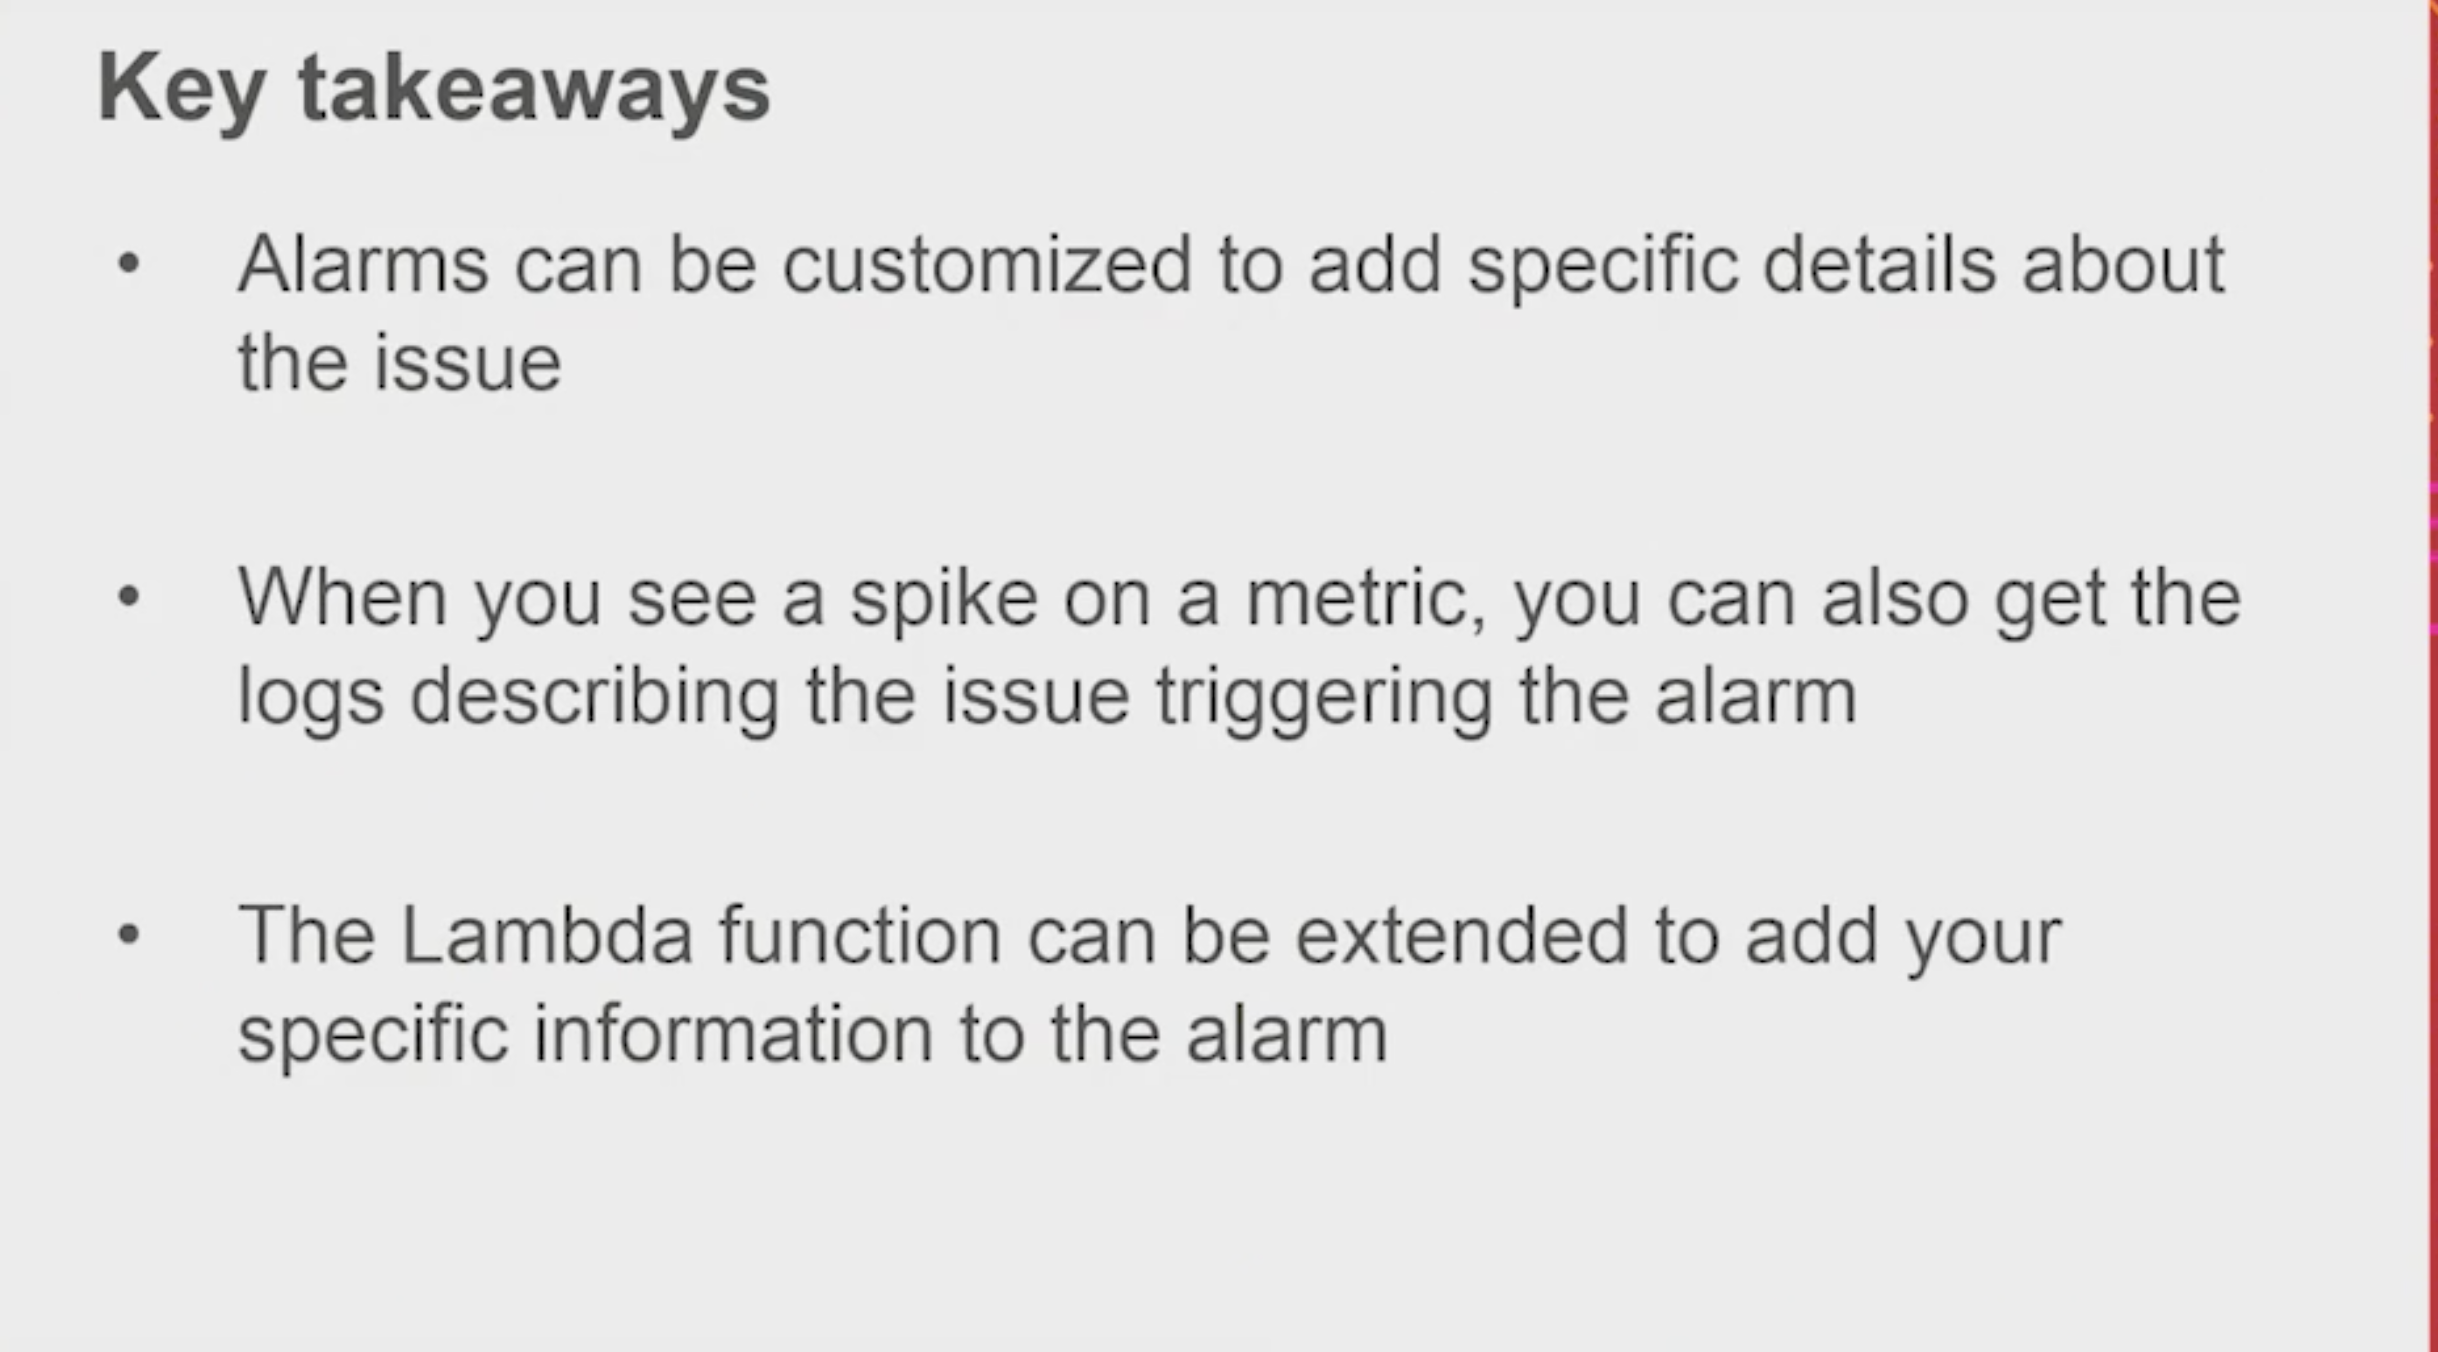 Key takeaways
• Alarms can be customized to add specific details about
the issue
• When you see a spike on a metric, you can also get the
logs describing the issue triggering the alarm
• The Lambda function can be extended to add your
specific information to the alarm